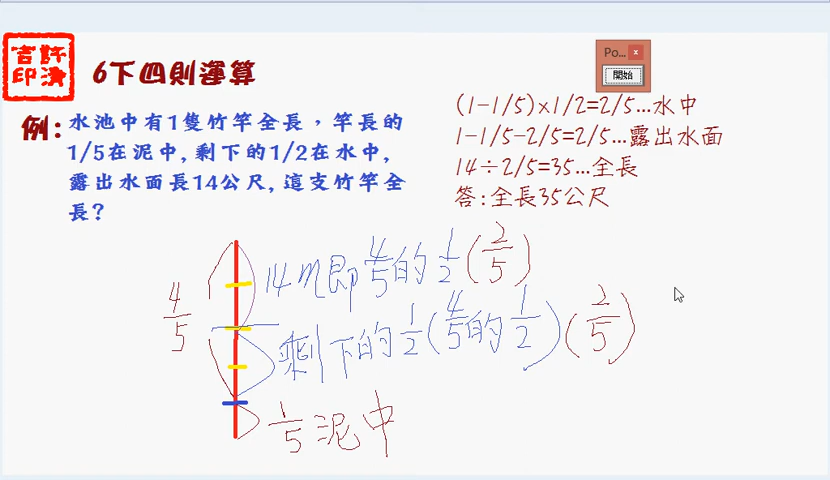 許清吉印
6下四則運算
Po... x
開始
例:水池中有1隻竹竿全長，竿長的
1/5在泥中,剩下的1/2在水中,
露出水面長14公尺,這支竹竿全
長?
(1-1/5)x1/2=2/5...水中
1-1/5-2/5=2/5...露出水面
14÷2/5=35...全長
答:全長35公尺
14m即4/5的1/2(2/5)
4/5
剩下的1/2(4/5的1/2)(2/5)
1/5泥中